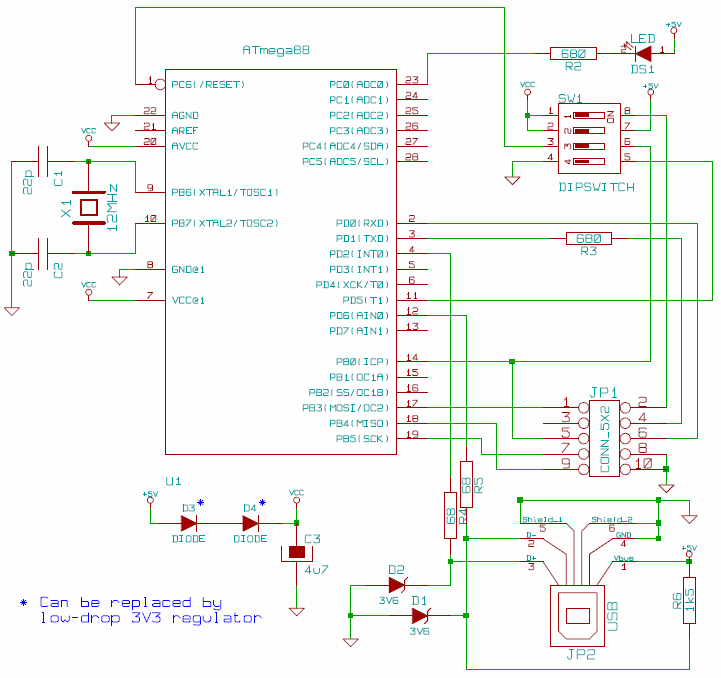 ATmega88
1 PC6(/RESET)
22 AGND
21 AREF
20 AVCC
9 PB6(XTAL1/TOSC1)
10 PB7(XTAL2/TOSC2)
8 GND@1
7 VCC@1
PC0(ADC0) 23
PC1(ADC1) 24
PC2(ADC2) 25
PC3(ADC3) 26
PC4(ADC4/SDA) 27
PC5(ADC5/SCL) 28
PD0(RXD) 2
PD1(TXD) 3
PD2(INT0) 4
PD3(INT1) 5
PD4(XCK/T0) 6
PD5(T1) 11
PD6(AIN0) 12
PD7(AIN1) 13
PB0(ICP) 14
PB1(OC1A) 15
PB2(SS/OC1B) 16
PB3(MOSI/OC2) 17
PB4(MISO) 18
PB5(SCK) 19
VCC
VCC
22p
C1
X1
12MHz
22p
C2
680
R2
LED
1
DS1
+5V
VCC
+5V
SW1
ON
1 1 8
2 2 7
3 3 6
4 4 5
DIPSWITCH
680
R3
JP1
CONN_5X2
1 2
3 4
5 6
7 8
9 10
68
R4
68
R5
U1
+5V
D3 *
DIODE
D4 *
DIODE
VCC
C3
4u7
* Can be replaced by
low-drop 3V3 regulator
D2
3V6
D1
3V6
Shield_1
5
Shield_2
6
D-
2
GND
4
D+
3
Vbus
1
+5V
R6
1k5
USB
JP2